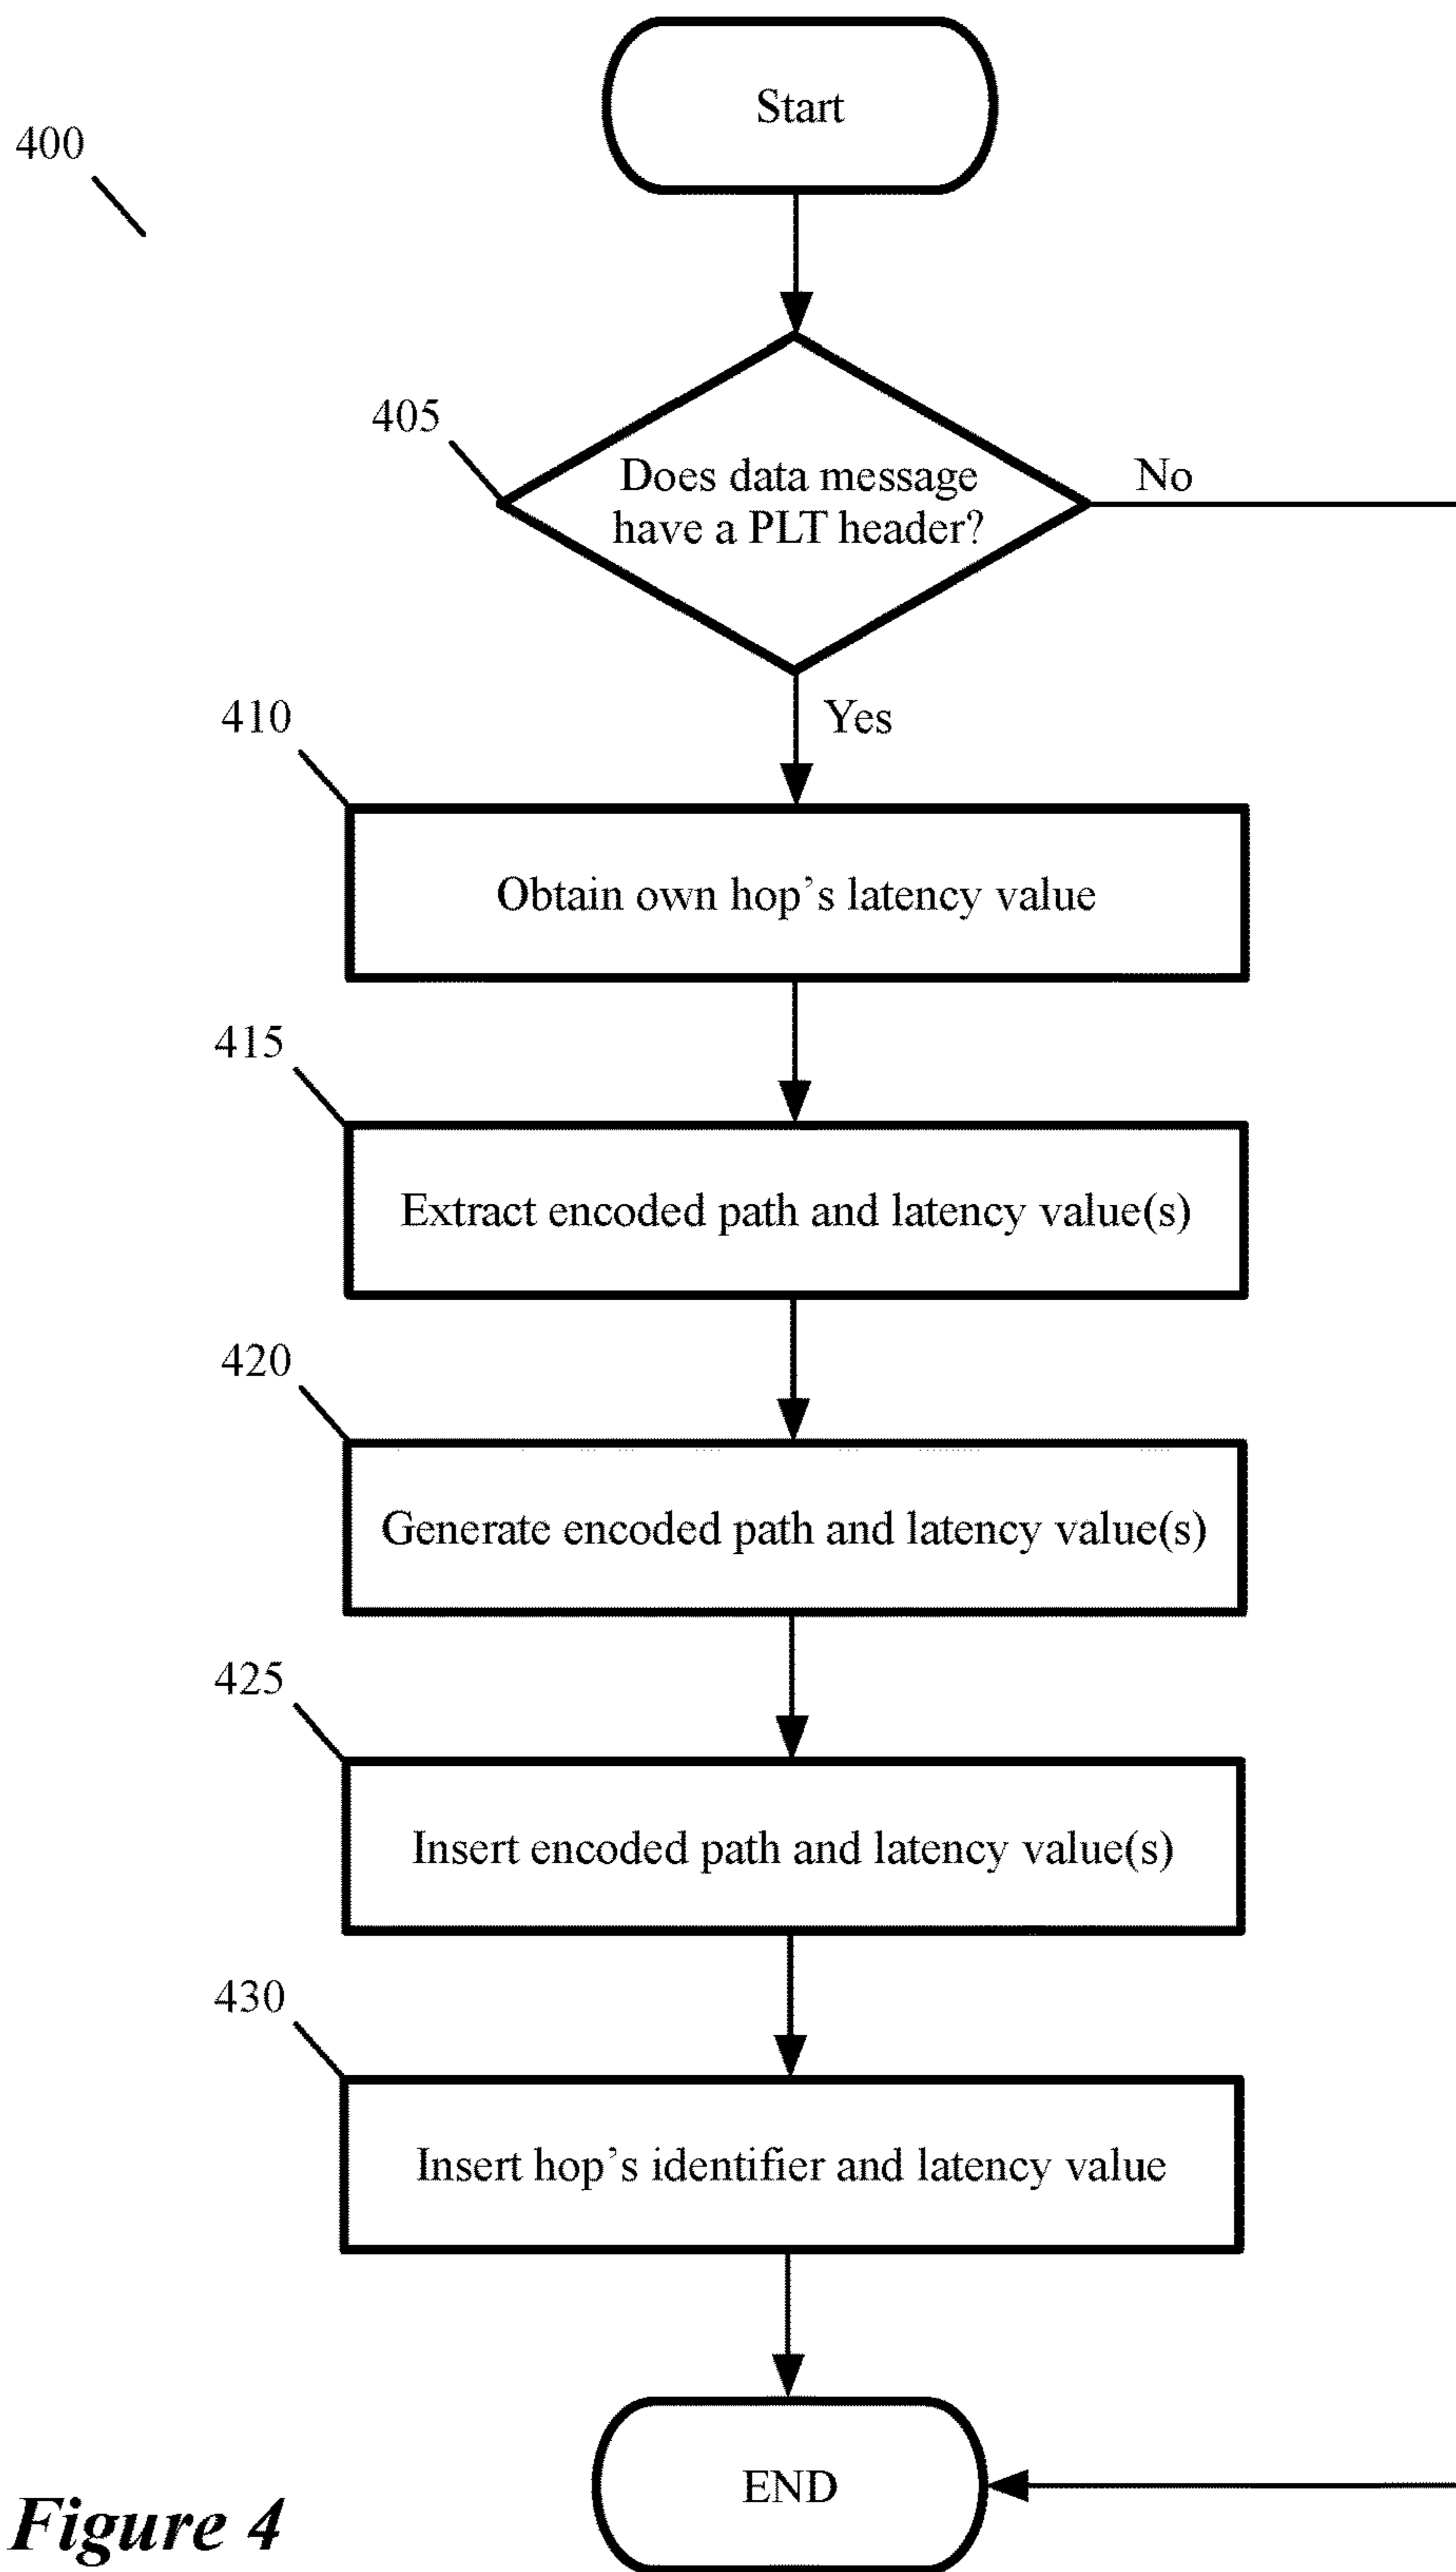 Start
400
405
Does data message
have a PLT header?
No
Yes
410
Obtain own hop’s latency value
415
Extract encoded path and latency value(s)
420
Generate encoded path and latency value(s)
425
Insert encoded path and latency value(s)
430
Insert hop’s identifier and latency value
END
Figure 4